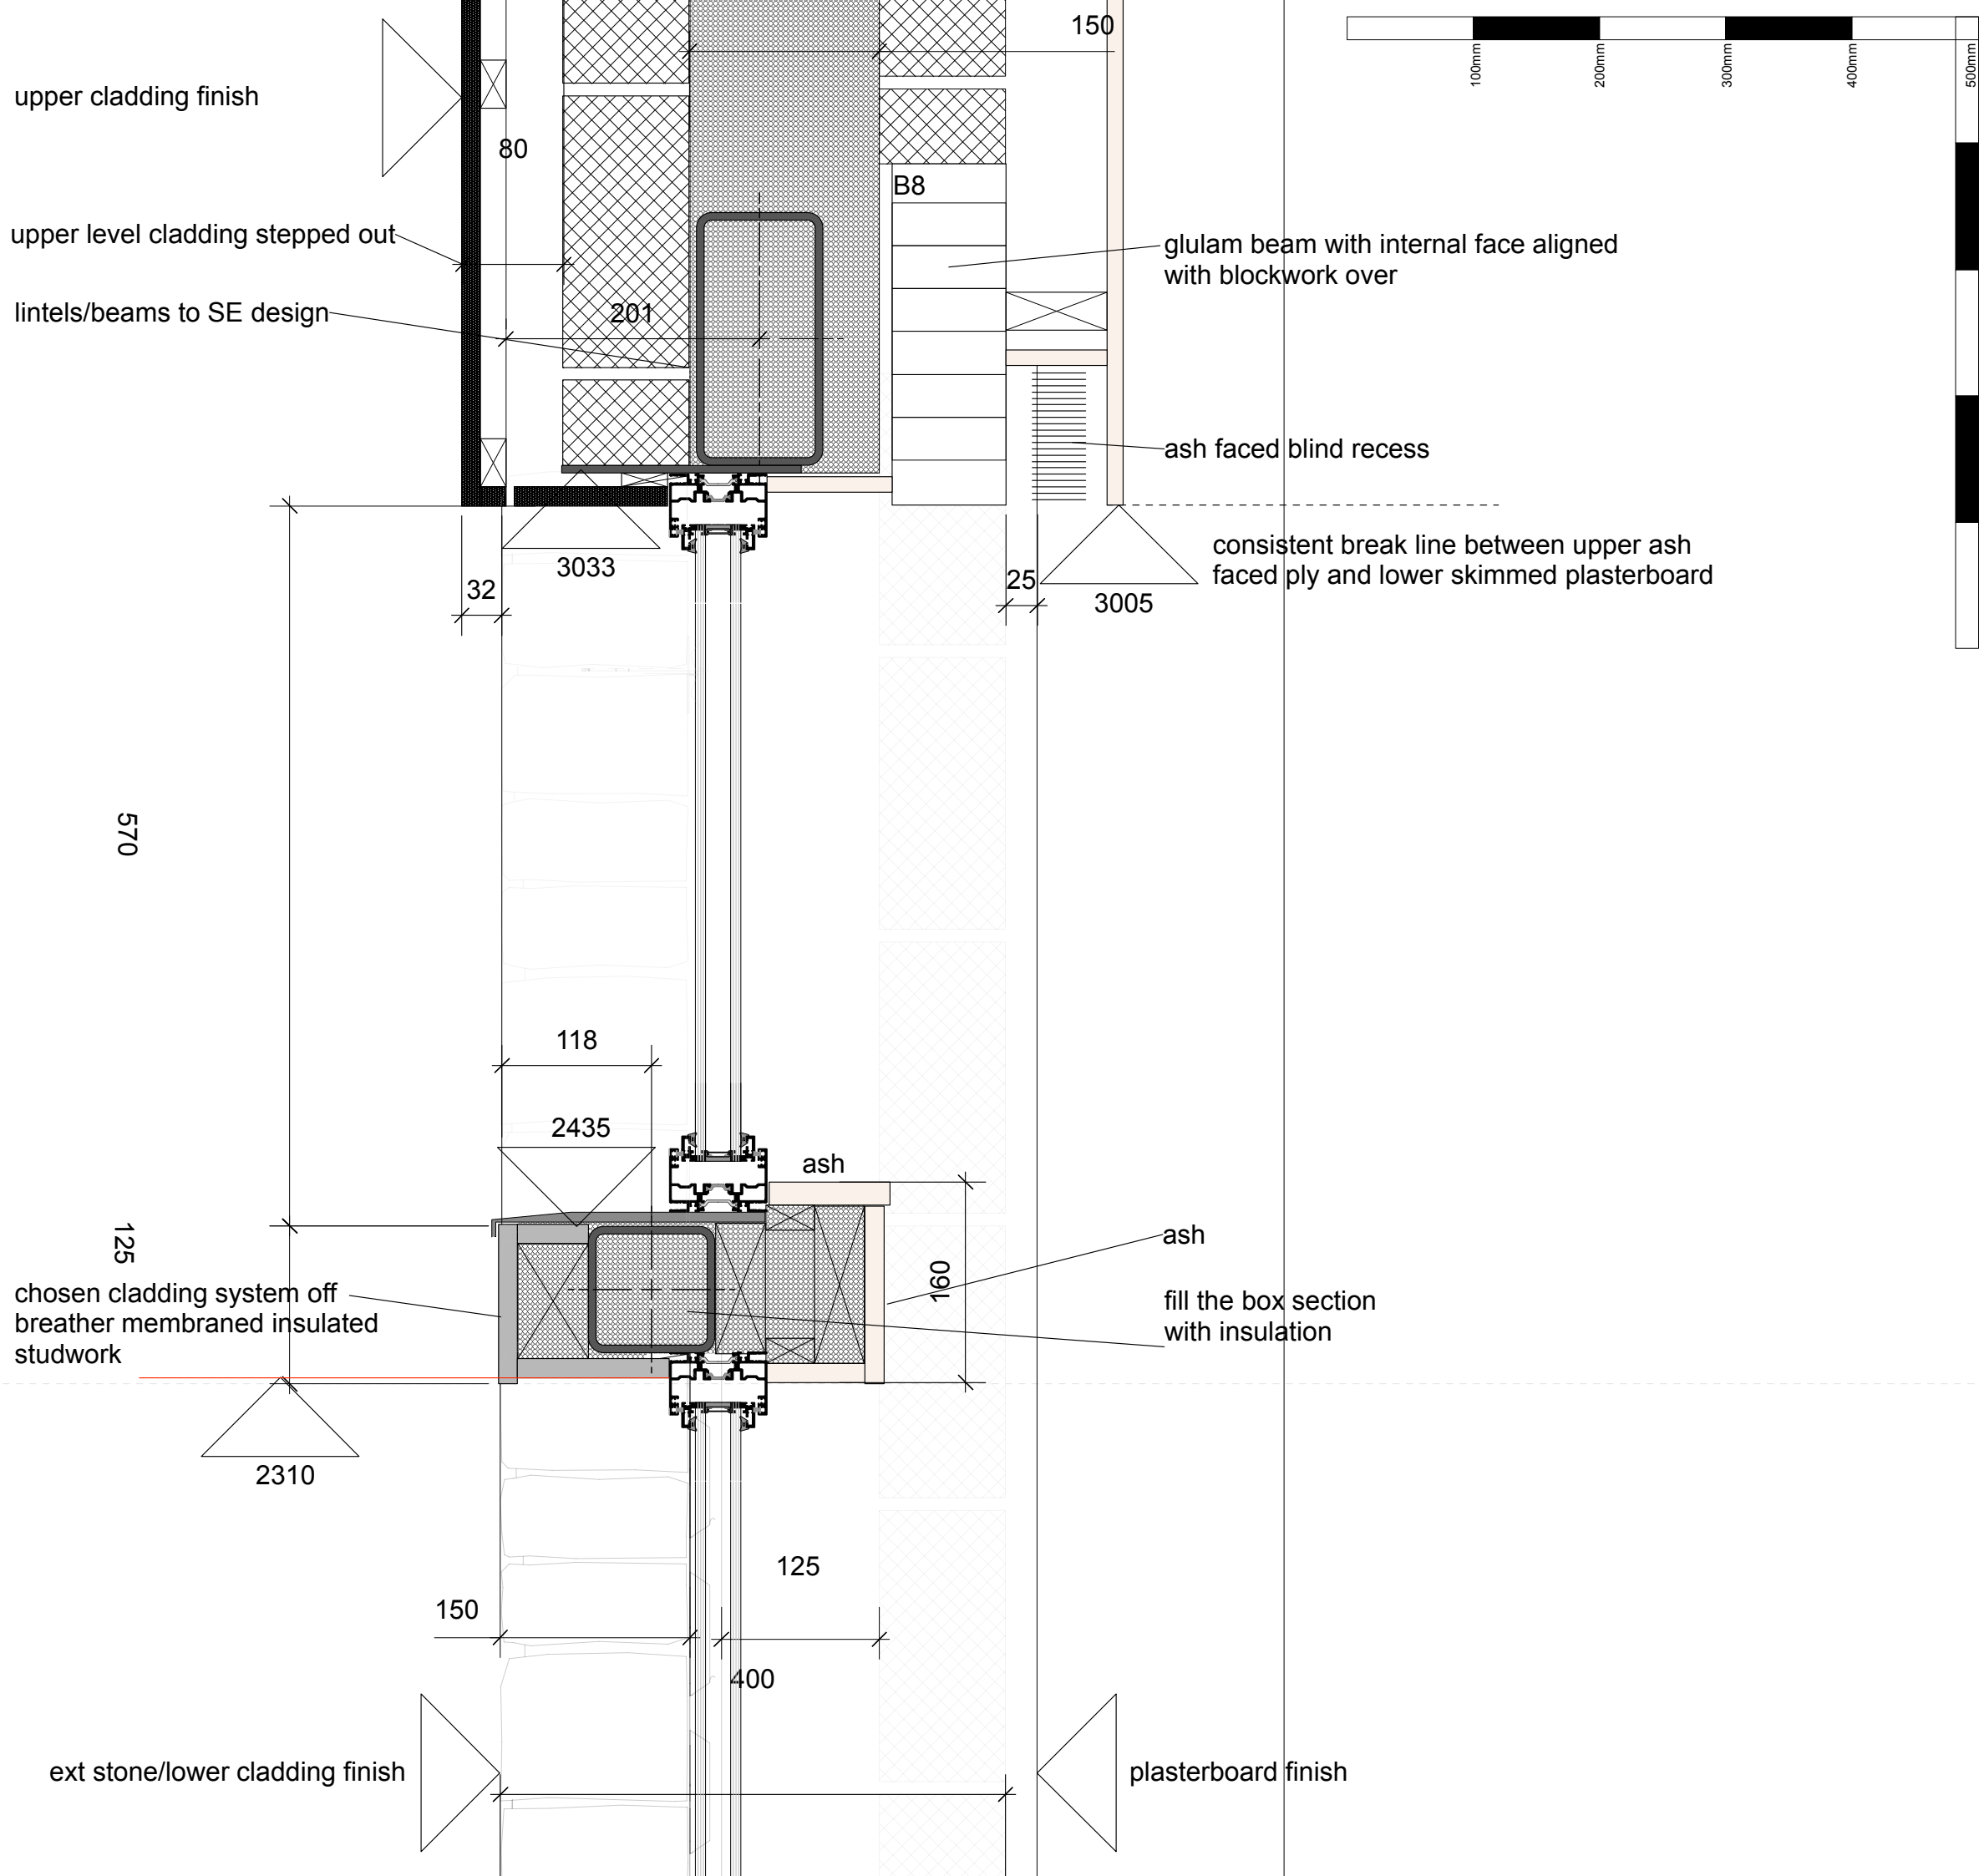 150
100mm
200mm
300mm
400mm
500mm
upper cladding finish
80
B8
upper level cladding stepped out
glulam beam with internal face aligned
with blockwork over
lintels/beams to SE design
201
ash faced blind recess
consistent break line between upper ash
faced ply and lower skimmed plasterboard
3033
32
25
3005
570
118
2435
ash
125
ash
160
chosen cladding system off
breather membraned insulated
studwork
fill the box section
with insulation
2310
125
150
400
ext stone/lower cladding finish
plasterboard finish